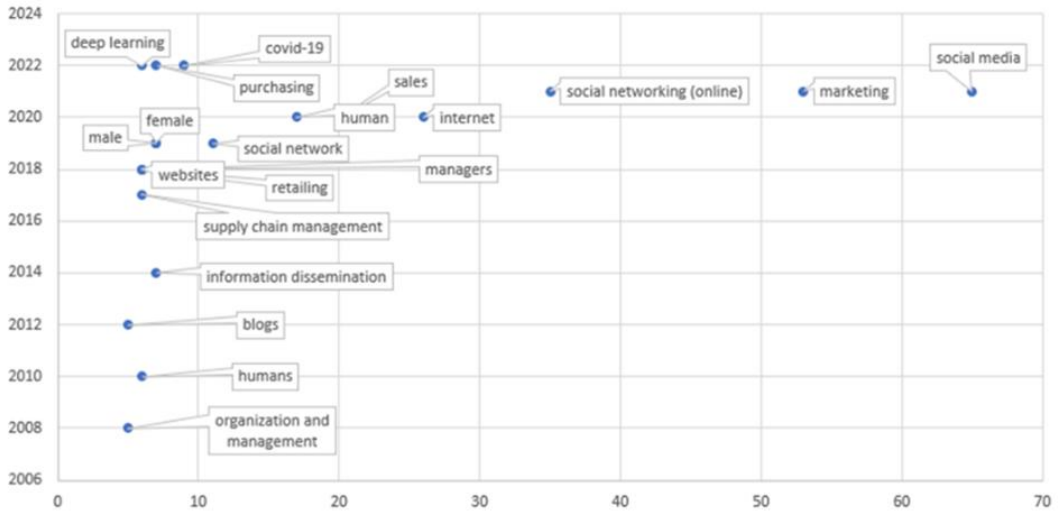 2024
deep learning
covid-19
2022
social media
purchasing
sales
social networking (online)
marketing
2020
female
human
internet
male
social network
2018
websites
managers
retailing
2016
supply chain management
2014
information dissemination
2012
blogs
2010
humans
2008
organization and
management
2006
0 10 20 30 40 50 60 70